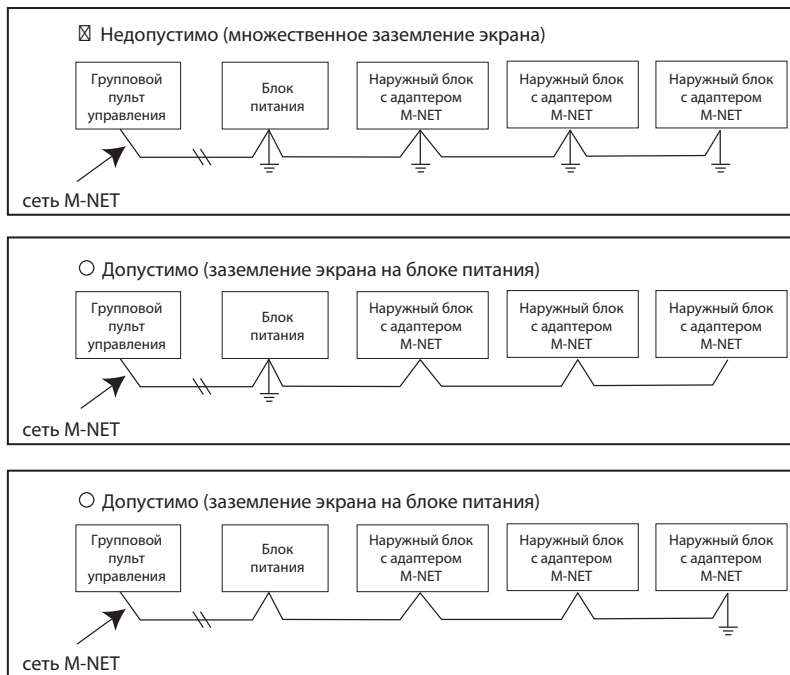 ☒ Недопустимо (множественное заземление экрана)
Групповой
пульт
управления
Блок
питания
Наружный блок
с адаптером
M-NET
Наружный блок
с адаптером
M-NET
Наружный блок
с адаптером
M-NET
сеть M-NET
○ Допустимо (заземление экрана на блоке питания)
Групповой
пульт
управления
Блок
питания
Наружный блок
с адаптером
M-NET
Наружный блок
с адаптером
M-NET
Наружный блок
с адаптером
M-NET
сеть M-NET
○ Допустимо (заземление экрана на блоке питания)
Групповой
пульт
управления
Блок
питания
Наружный блок
с адаптером
M-NET
Наружный блок
с адаптером
M-NET
Наружный блок
с адаптером
M-NET
сеть M-NET